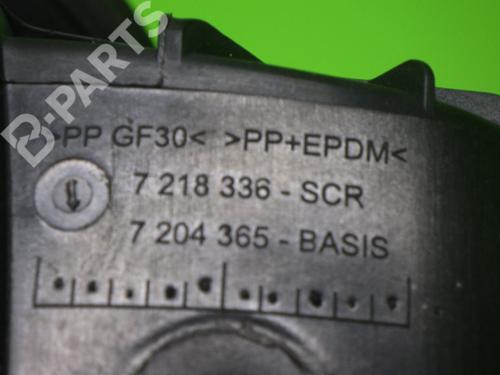 B-PARTS
>PP GF30< >PP+EPDM<
7 218 336 - SCR
7 204 365 - BASIS